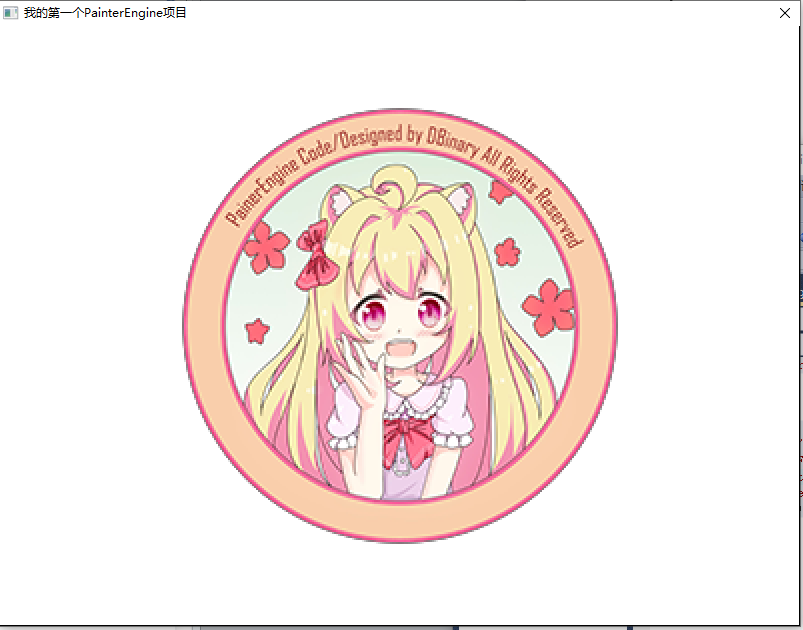 我的第一个PainterEngine项目
PainerEngine Code/Designed by DBinary All Rights Reserved